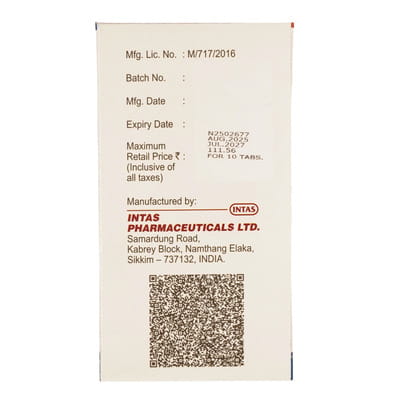 Mfg. Lic. No. : M/717/2016
Batch No. :
Mfg. Date :
Expiry Date :
N2502677
AUG.2025
JUL.2027
111.56
FOR 10 TABS.
Maximum
Retail Price ₹ :
(Inclusive of
all taxes)
Manufactured by:
INTAS
INTAS
PHARMACEUTICALS LTD.
Samardung Road,
Kabrey Block, Namthang Elaka,
Sikkim – 737132, INDIA.